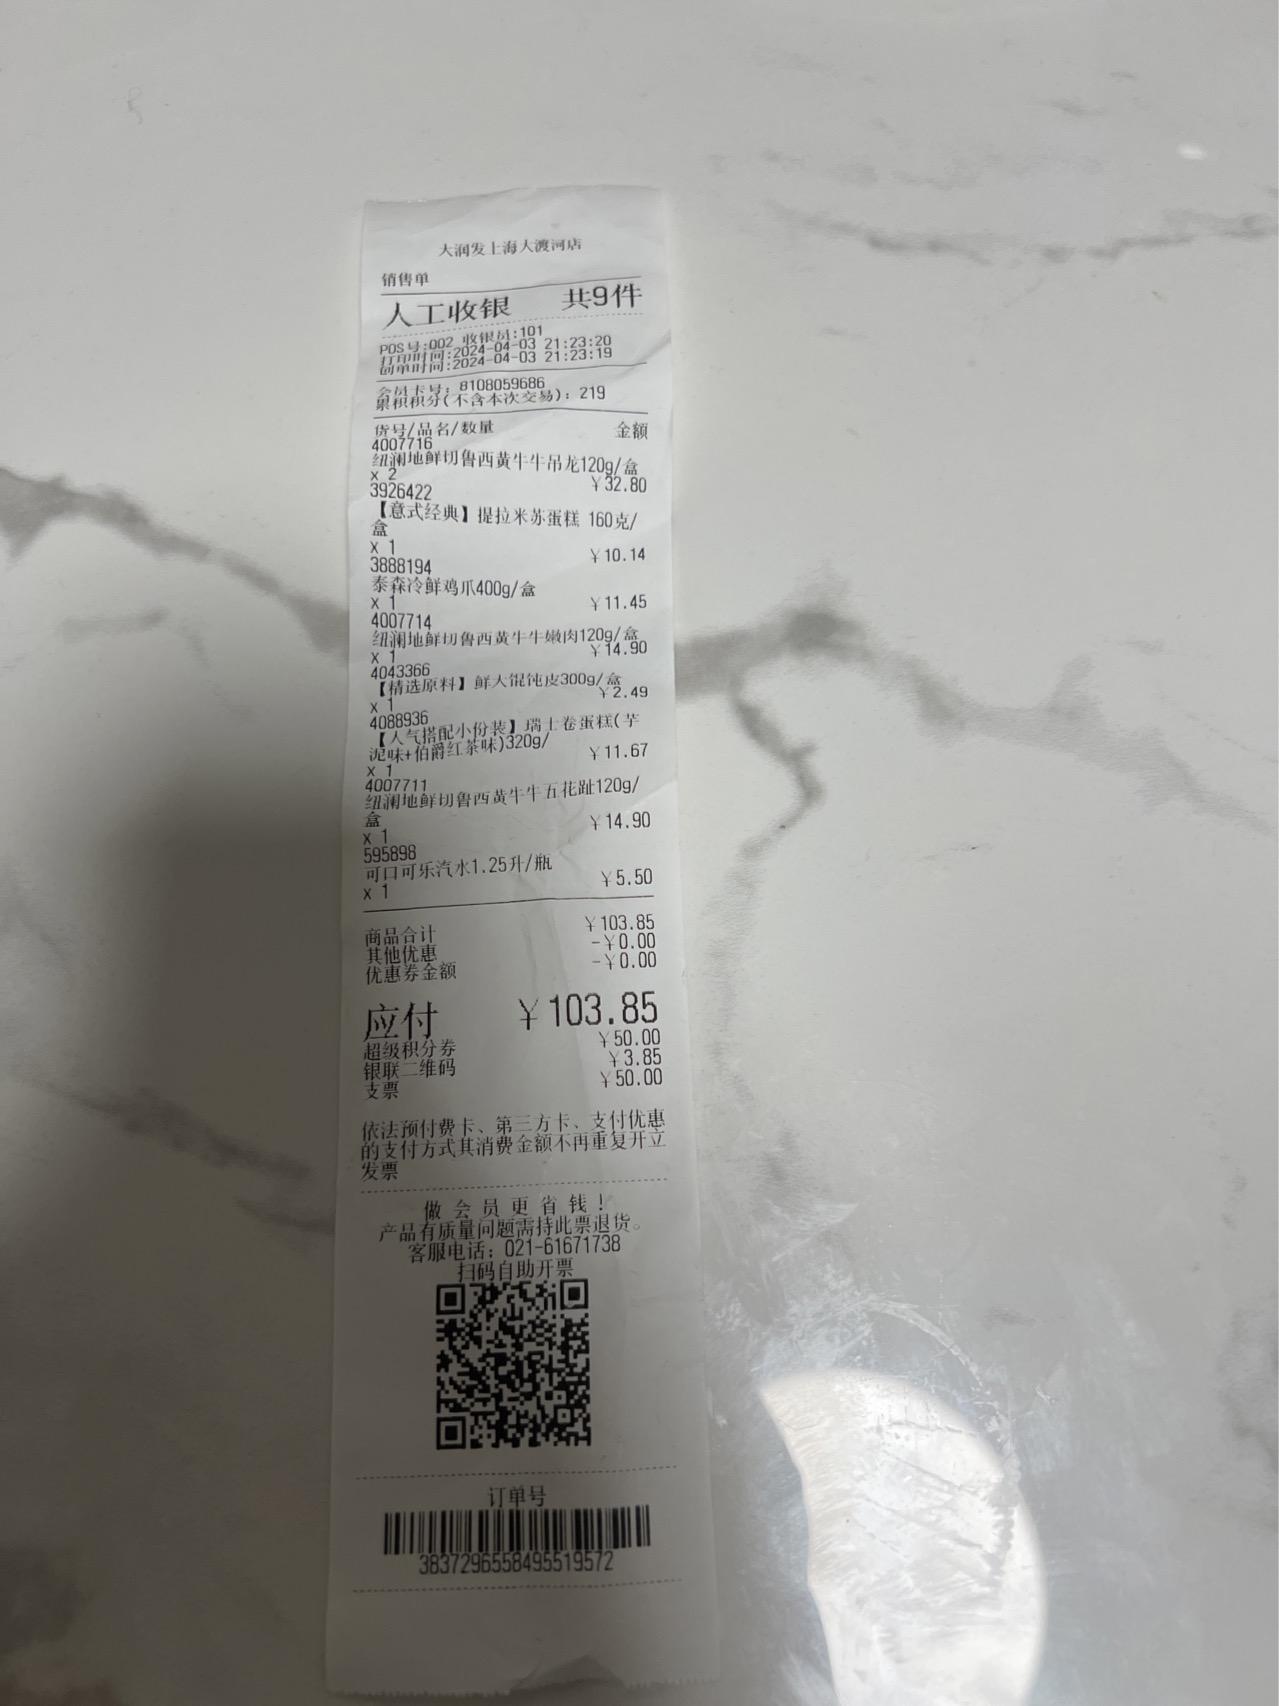 大润发上海大渡河店
销售单
人工收银 共9件
POS号:002 收银员:101
打印时间:2024-04-03 21:23:20
创单时间:2024-04-03 21:23:19
会员卡号: 8108059686
累积积分(不含本次交易): 219
货号/品名/数量 金额
4007716
纽澜地鲜切鲁西黄牛牛吊龙120g/盒
x 2 ￥32.80
3926422
【意式经典】提拉米苏蛋糕 160克/
盒
x 1 ￥10.14
3888194
泰森冷鲜鸡爪400g/盒
x 1 ￥11.45
4007714
纽澜地鲜切鲁西黄牛牛嫩肉120g/盒
x 1 ￥14.90
4043366
【精选原料】鲜大馄饨皮300g/盒
x 1 ￥2.49
4088936
【人气搭配小份装】瑞士卷蛋糕(芋
泥味+伯爵红茶味)320g/ ￥11.67
x 1
4007711
纽澜地鲜切鲁西黄牛牛五花趾120g/
盒 ￥14.90
x 1
595898
可口可乐汽水1.25升/瓶
x 1 ￥5.50
商品合计 ￥103.85
其他优惠 -￥0.00
优惠券金额 -￥0.00
应付 ￥103.85
超级积分券 ￥50.00
银联二维码 ￥3.85
支票 ￥50.00
依法预付费卡、第三方卡、支付优惠
的支付方式其消费金额不再重复开立
发票
做会员更省钱!
产品有质量问题需持此票退货。
客服电话: 021-61671738
扫码自助开票
订单号
3837296558495519572